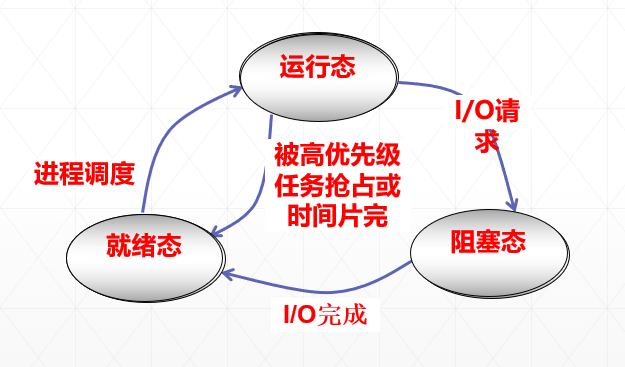 运行态
I/O请
求
被高优先级
任务抢占或
时间片完
进程调度
就绪态
阻塞态
I/O完成